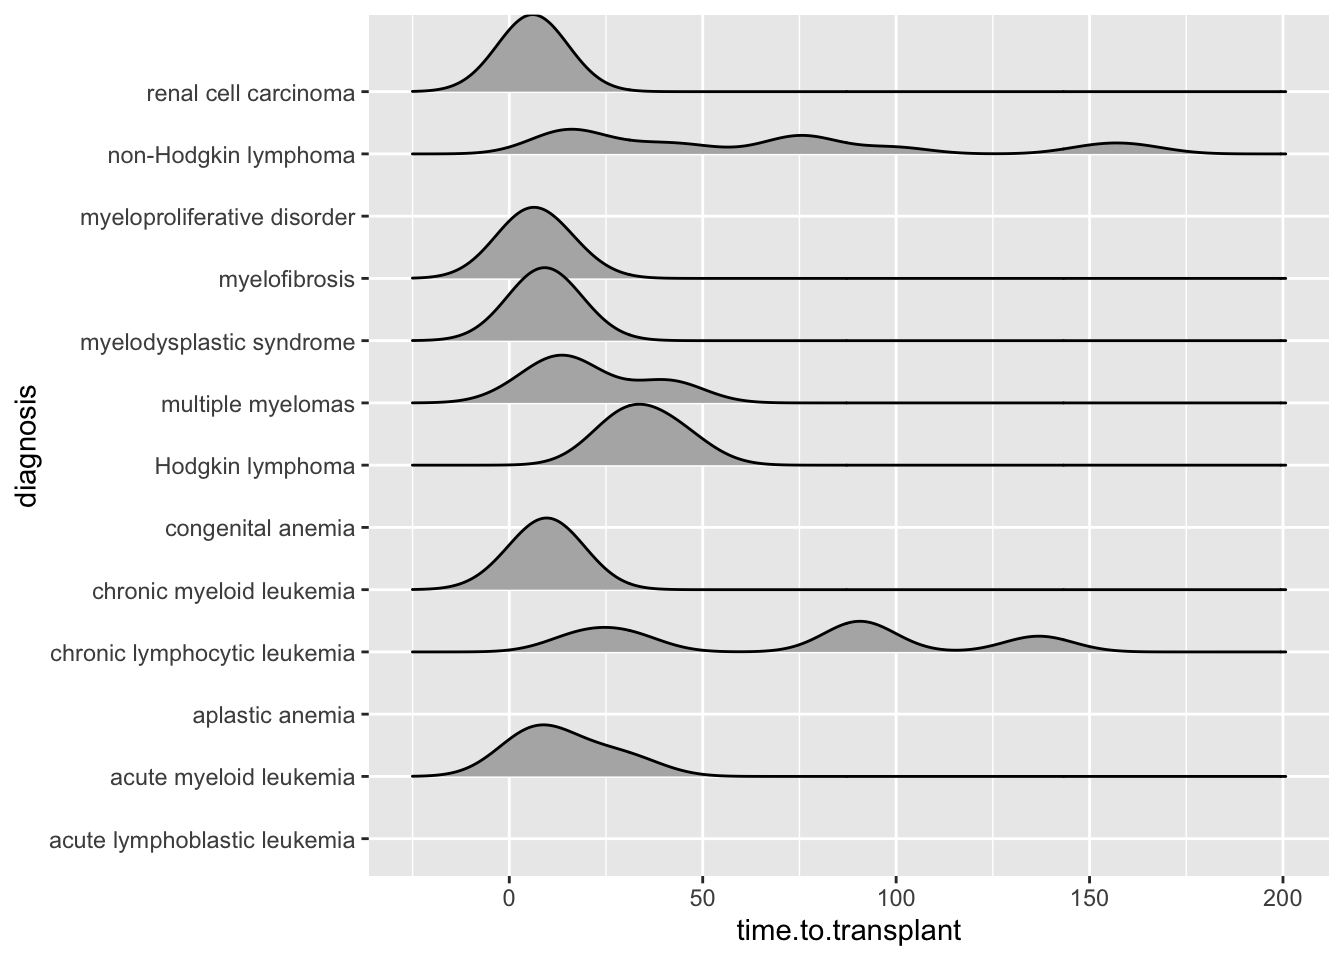 renal cell carcinoma
non-Hodgkin lymphoma
myeloproliferative disorder
myelofibrosis
myelodysplastic syndrome
multiple myelomas
Hodgkin lymphoma
congenital anemia
chronic myeloid leukemia
chronic lymphocytic leukemia
aplastic anemia
acute myeloid leukemia
acute lymphoblastic leukemia
diagnosis
0 50 100 150 200
time.to.transplant